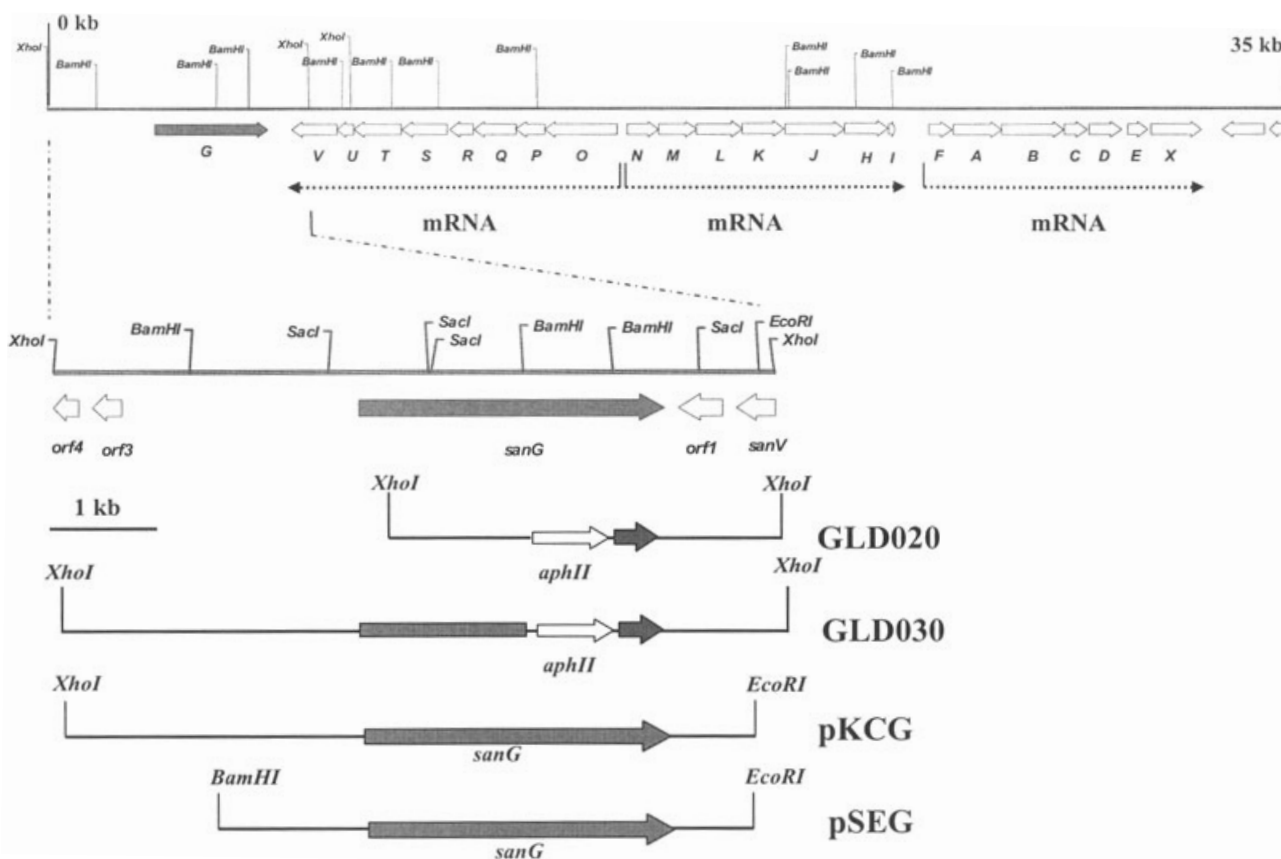 0 kb
35 kb
XhoI
BamHI
BamHI
BamHI
XhoI
BamHI
XhoI
BamHI
BamHI
BamHI
BamHI
BamHI
BamHI
BamHI
G V U T S R Q P O N M L K J H I F A B C D E X
mRNA mRNA mRNA
XhoI
BamHI
SacI
SacI
SacI
BamHI
BamHI
SacI
EcoRI
XhoI
orf4 orf3 sanG orf1 sanV
1 kb
XhoI XhoI
aphII
GLD020
XhoI XhoI
aphII
GLD030
XhoI EcoRI
sanG
pKCG
BamHI EcoRI
sanG
pSEG